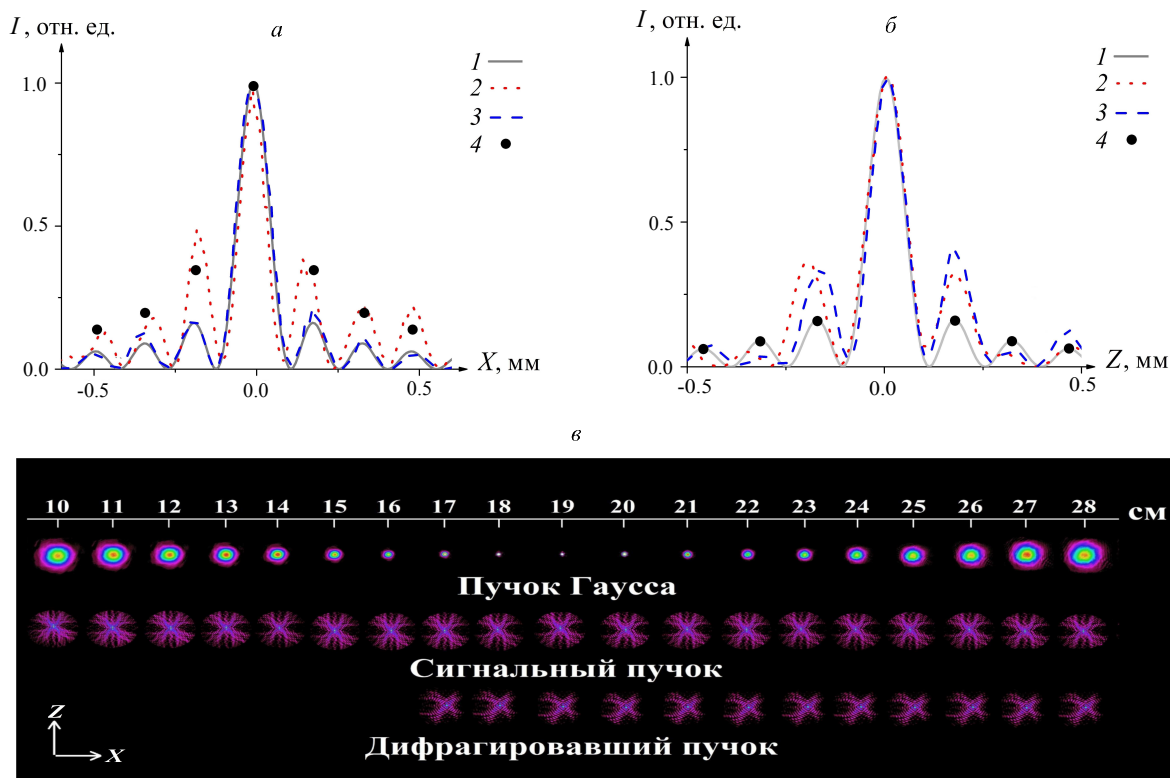 I, отн. ед.
а
1
2
3
4
1.0
0.5
0.0
-0.5
0.0
0.5
X, мм
I, отн. ед.
б
1
2
3
4
1.0
0.5
0.0
-0.5
0.0
0.5
Z, мм
в
10 11 12 13 14 15 16 17 18 19 20 21 22 23 24 25 26 27 28 см
Пучок Гаусса
Сигнальный пучок
Z
X
Дифрагировавший пучок